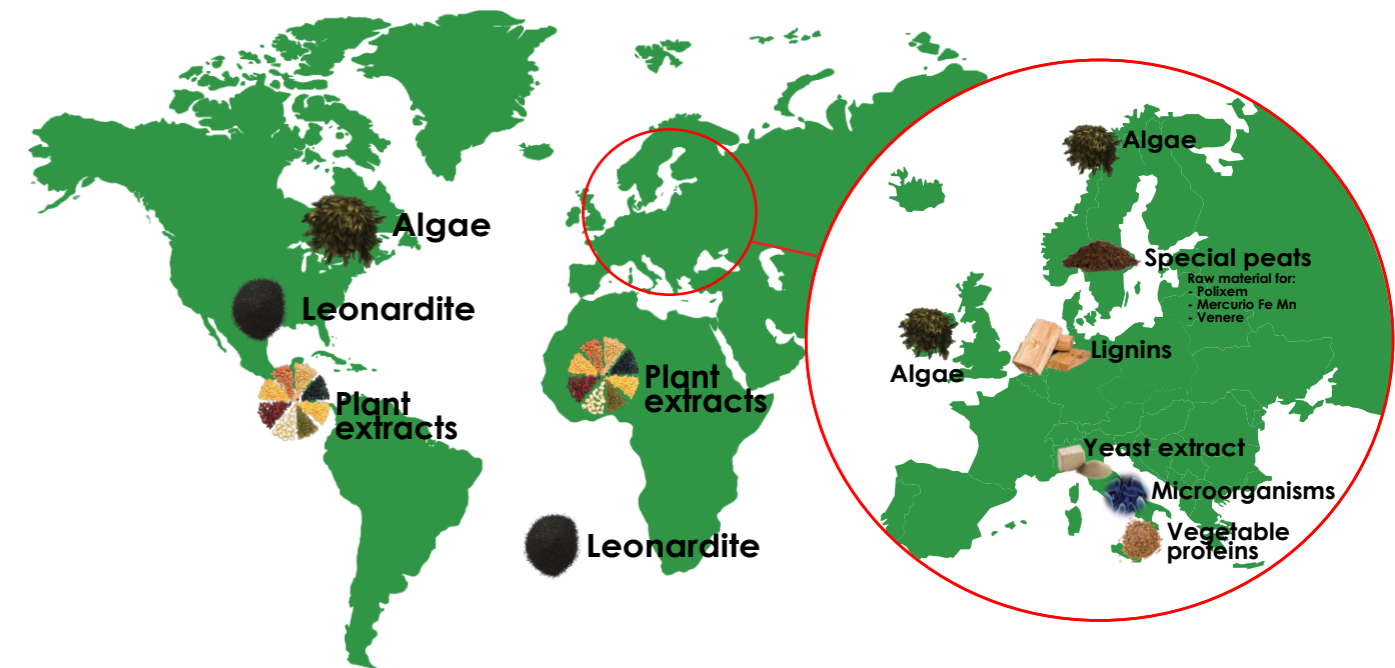 Algae
Leonardite
Plant
extracts
Plant
extracts
Leonardite
Algae
Special peats
Raw material for:
- Polixem
- Mercurio Fe Mn
- Venere
Algae
Lignins
Yeast extract
Microorganisms
Vegetable
proteins